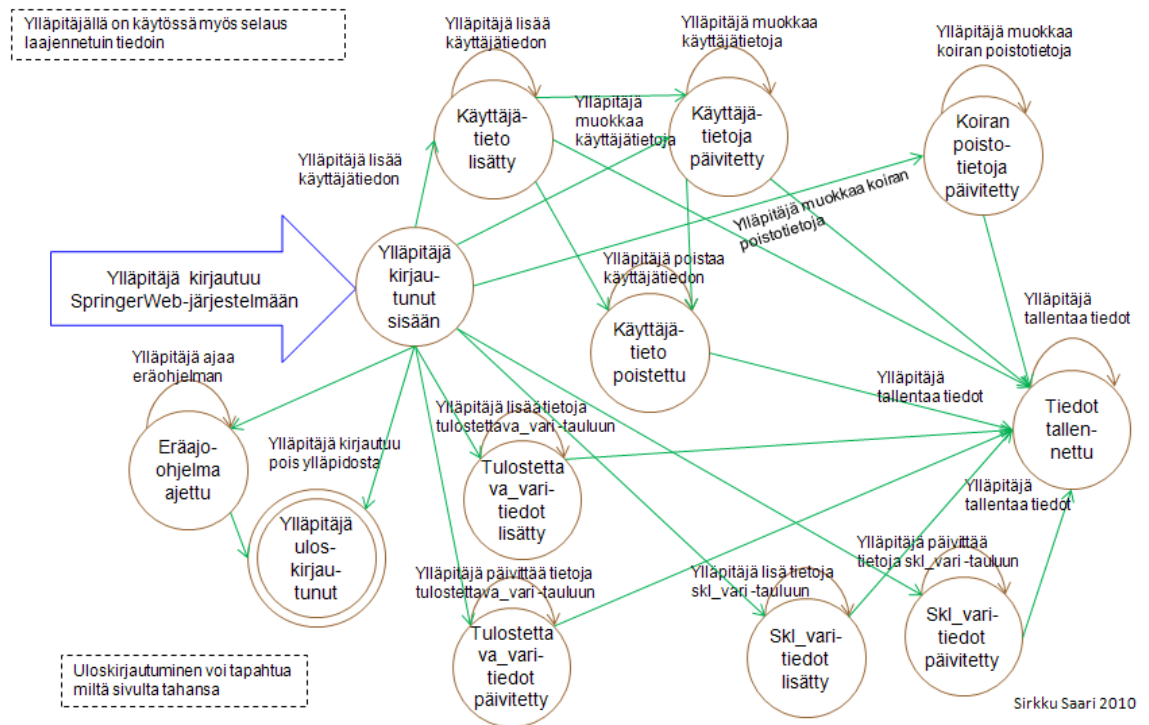 Ylläpitäjällä on käytössä myös selaus
laajennetuin tiedoin
Ylläpitäjä lisää
käyttäjätiedon
Ylläpitäjä muokkaa
käyttäjätietoja
Ylläpitäjä muokkaa
koiran poistotietoja
Käyttäjä-
tieto
lisätty
Ylläpitäjä
muokkaa
käyttäjätietoja
Käyttäjä-
tietoja
päivitetty
Koiran
poisto-
tietoja
päivitetty
Ylläpitäjä lisää
käyttäjätiedon
Ylläpitäjä muokkaa koiran
poistotietoja
Ylläpitäjä kirjautuu
SpringerWeb-järjestelmään
Ylläpitäjä
kirjau-
tunut
sisään
Ylläpitäjä poistaa
käyttäjätiedon
Käyttäjä-
tieto
poistettu
Ylläpitäjä
tallentaa tiedot
Ylläpitäjä ajaa
eräohjelman
Ylläpitäjä
tallentaa tiedot
Eräajo-
ohjelma
ajettu
Ylläpitäjä kirjautuu
pois ylläpidosta
Ylläpitäjä lisää tietoja
tulostettava_vari -tauluun
Tulostetta
va_vari-
tiedot
lisätty
Tiedot
tallen-
nettu
Ylläpitäjä
tallentaa tiedot
Ylläpitäjä
ulos-
kirjau-
tunut
Ylläpitäjä päivittää tietoja
tulostettava_vari -tauluun
Tulostetta
va_vari-
tiedot
päivitetty
Ylläpitäjä lisä tietoja
skl_vari -tauluun
Skl_vari-
tiedot
lisätty
Ylläpitäjä päivittää
tietoja skl_vari -tauluun
Skl_vari-
tiedot
päivitetty
Uloskirjautuminen voi tapahtua
miltä sivulta tahansa
Sirkku Saari 2010